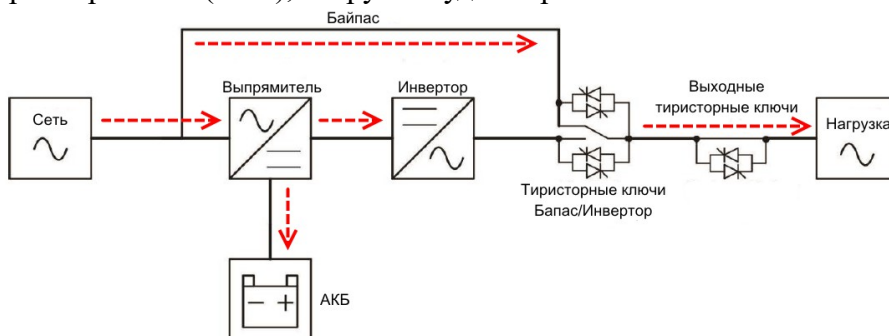 Байпас
Выпрямитель
Инвертор
Выходные
тиристорные ключи
Сеть
Нагрузка
Тиристорные ключи
Бапас/Инвертор
АКБ